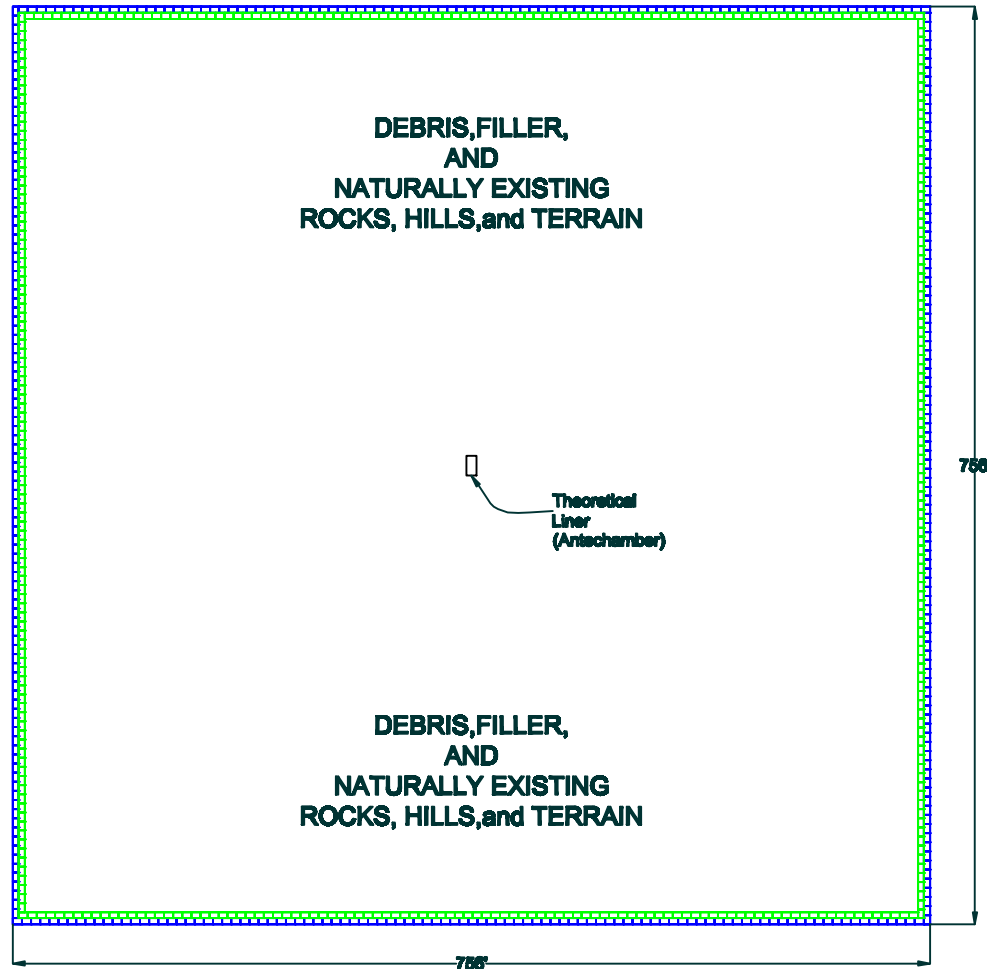 DEBRIS,FILLER,
AND
NATURALLY EXISTING
ROCKS, HILLS,and TERRAIN
756'
Theoretical
Liner
(Antechamber)
DEBRIS,FILLER,
AND
NATURALLY EXISTING
ROCKS, HILLS,and TERRAIN
756'